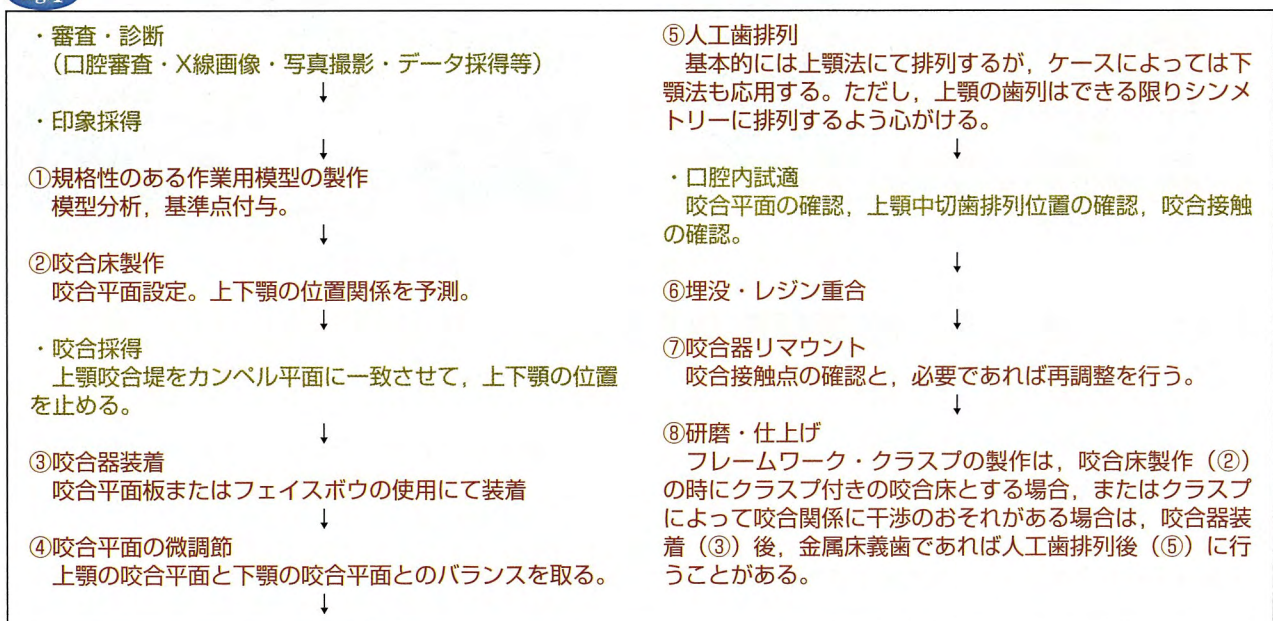 ・審査・診断
（口腔審査・X線画像・写真撮影・データ採得等）
↓
・印象採得
↓
①規格性のある作業用模型の製作
模型分析，基準点付与。
↓
②咬合床製作
咬合平面設定。上下顎の位置関係を予測。
↓
・咬合採得
上顎咬合堤をカンペル平面に一致させて，上下顎の位置
を止める。
↓
③咬合器装着
咬合平面板またはフェイスボウの使用にて装着
↓
④咬合平面の微調節
上顎の咬合平面と下顎の咬合平面とのバランスを取る。
↓
⑤人工歯排列
基本的には上顎法にて排列するが，ケースによっては下
顎法も応用する。ただし，上顎の歯列はできる限りシンメ
トリーに排列するよう心がける。
↓
・口腔内試適
咬合平面の確認，上顎中切歯排列位置の確認，咬合接触
の確認。
↓
⑥埋没・レジン重合
↓
⑦咬合器リマウント
咬合接触点の確認と，必要であれば再調整を行う。
↓
⑧研磨・仕上げ
フレームワーク・クラスプの製作は，咬合床製作（②）
の時にクラスプ付きの咬合床とする場合，またはクラスプ
によって咬合関係に干渉のおそれがある場合は，咬合器装
着（③）後，金属床義歯であれば人工歯排列後（⑤）に行
うことがある。